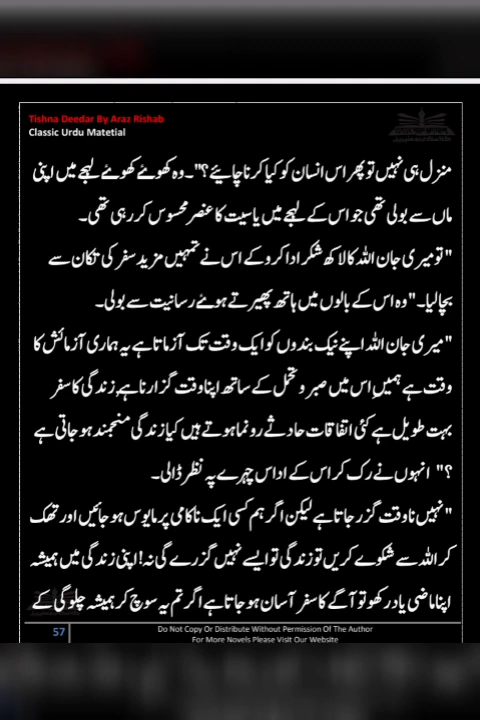 Tishna Deedar By Araz Rishab
Classic Urdu Matetial
منزل ہی نہیں تو پھر اس انسان کو کیا کرنا چاہئیے؟"۔ وہ کھوئے کھوئے لہجے میں اپنی
ماں سے بولی تھی جو اس کے لہجے میں یاسیت کا عنصر محسوس کر رہی تھی۔
"تو میری جان اللہ کا لاکھ شکر ادا کرو کے اس نے تمہیں مزید سفر کی تکان سے
بچا لیا۔" وہ اس کے بالوں میں ہاتھ پھیرتے ہوئے رسانیت سے بولی۔
"میری جان اللہ اپنے نیک بندوں کو ایک وقت تک آزماتا ہے یہ ہماری آزمائش کا
وقت ہے ہمیں اس میں صبر و تحمل کے ساتھ اپنا وقت گزارنا ہے، زندگی کا سفر
بہت طویل ہے کئی اتفاقات حادثے رونما ہوتے ہیں کیا زندگی منجمند ہو جاتی ہے
؟" انہوں نے رک کر اس کے اداس چہرے پہ نظر ڈالی۔
"نہیں نا وقت گزر جاتا ہے لیکن اگر ہم کسی ایک ناکامی پر مایوس ہو جائیں اور تھک
کر اللہ سے شکوے کریں تو زندگی تو ایسے نہیں گزرے گی نہ! اپنی زندگی میں ہمیشہ
اپنا ماضی یاد رکھو تو آگے کا سفر آسان ہو جاتا ہے اگر تم یہ سوچ کر ہمیشہ چلو گی کے
57
Do Not Copy Or Distribute Without Permission Of The Author
For More Novels Please Visit Our Website